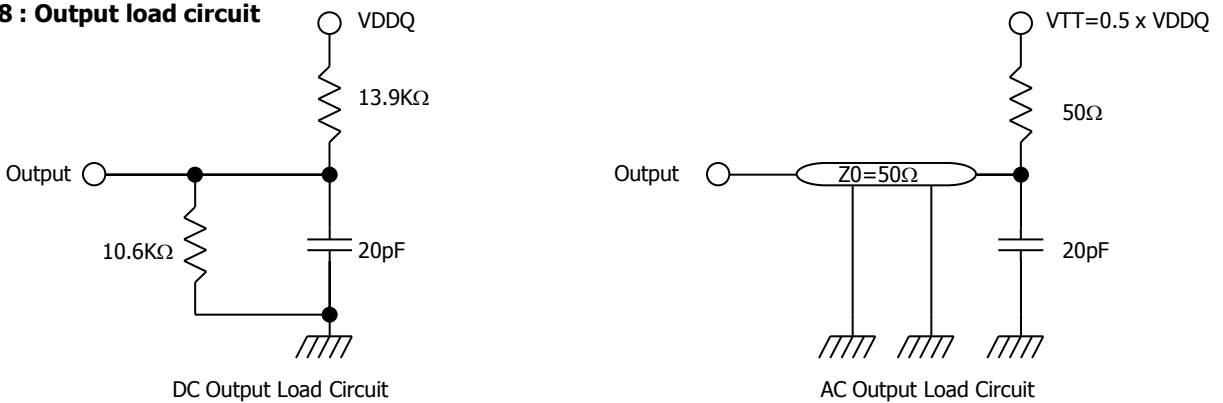 8 : Output load circuit
VDDQ
13.9KΩ
Output
10.6KΩ
20pF
DC Output Load Circuit
VTT=0.5 x VDDQ
50Ω
Output
Z0=50Ω
20pF
AC Output Load Circuit